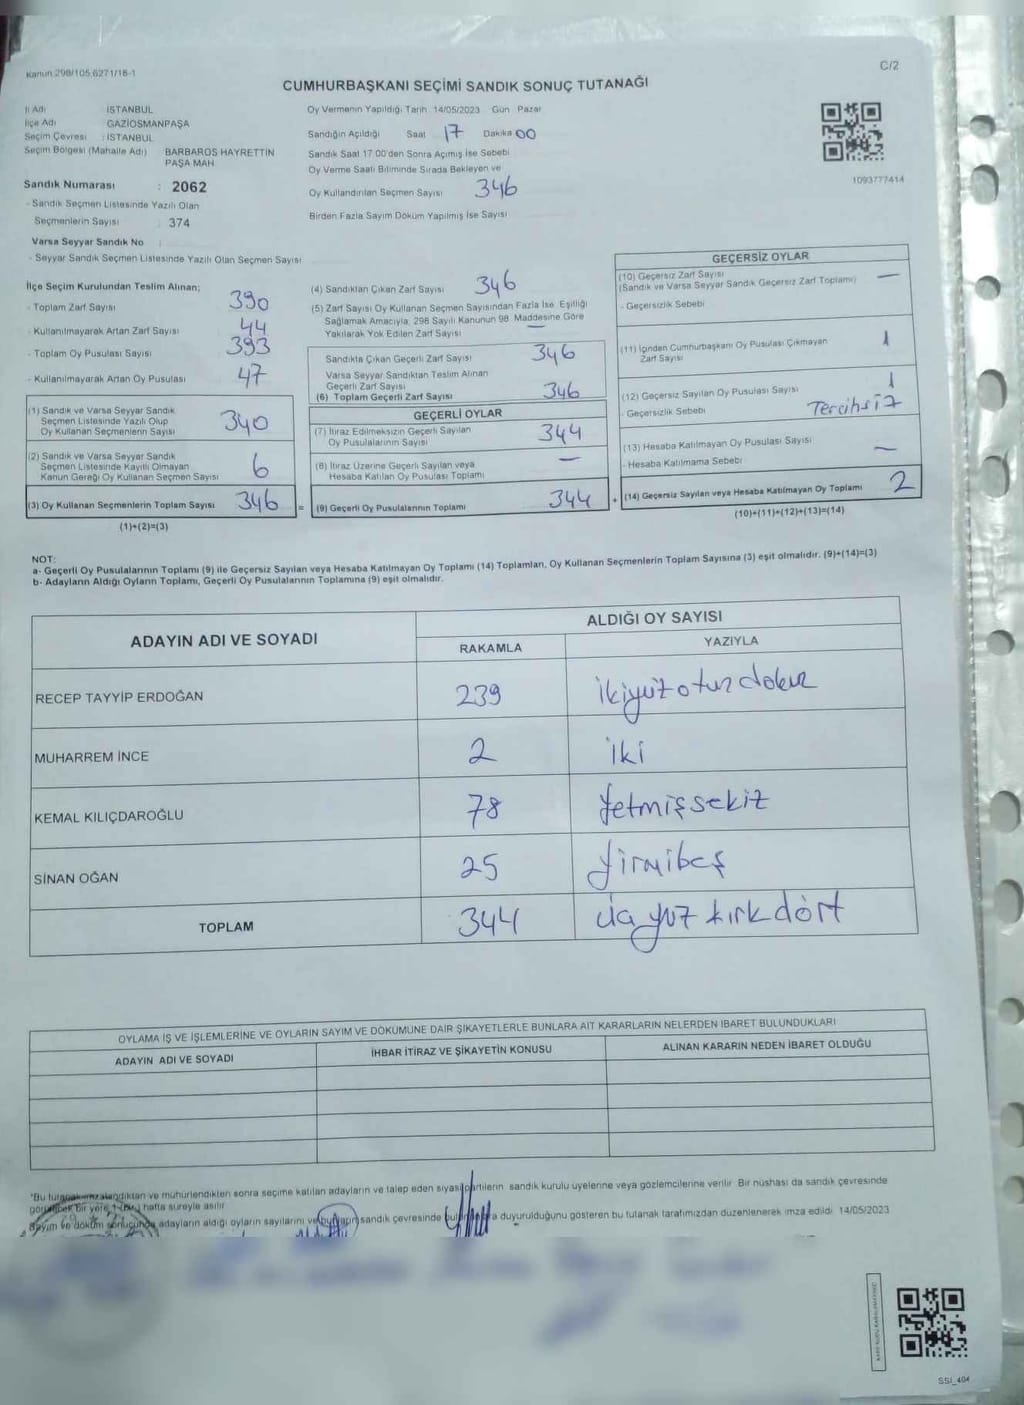 Kanun 298/105,6271/18-1
C/2
CUMHURBAŞKANI SEÇİMİ SANDIK SONUÇ TUTANAĞI
İl Adı : İSTANBUL
İlçe Adı : GAZİOSMANPAŞA
Seçim Çevresi : İSTANBUL
Seçim Bölgesi (Mahalle Adı) BARBAROS HAYRETTİN
PAŞA MAH
Sandık Numarası : 2062
- Sandık Seçmen Listesinde Yazılı Olan
Seçmenlerin Sayısı : 374
Varsa Seyyar Sandık No :
- Seyyar Sandık Seçmen Listesinde Yazılı Olan Seçmen Sayısı
Oy Vermenin Yapıldığı Tarih 14/05/2023 Gün Pazar
Sandığın Açıldığı Saat 17 Dakika 00
Sandık Saat 17.00'den Sonra Açımış İse Sebebi
Oy Verme Saati Bitiminde Sırada Bekleyen ve
Oy Kullandırılan Seçmen Sayısı 346
Birden Fazla Sayım Döküm Yapılmış İse Sayısı
1093777414
İlçe Seçim Kurulundan Teslim Alınan;
- Toplam Zarf Sayısı 390
- Kullanılmayarak Artan Zarf Sayısı 44
- Toplam Oy Pusulası Sayısı 393
- Kullanılmayarak Artan Oy Pusulası 47
(1) Sandık ve Varsa Seyyar Sandık
Seçmen Listesinde Yazılı Olup
Oy Kullanan Seçmenlerin Sayısı 340
(2) Sandık ve Varsa Seyyar Sandık
Seçmen Listesinde Kayıtlı Olmayan
Kanun Gereği Oy Kullanan Seçmen Sayısı 6
(3) Oy Kullanan Seçmenlerin Toplam Sayısı 346
(1)+(2)=(3)
(4) Sandıktan Çıkan Zarf Sayısı 346
(5) Zarf Sayısı Oy Kullanan Seçmen Sayısından Fazla İse, Eşitliği
Sağlamak Amacıyla, 298 Sayılı Kanunun 98. Maddesine Göre
Yakılarak Yok Edilen Zarf Sayısı —
Sandıkta Çıkan Geçerli Zarf Sayısı 346
Varsa Seyyar Sandıktan Teslim Alınan
Geçerli Zarf Sayısı
(6) Toplam Geçerli Zarf Sayısı 346
GEÇERLİ OYLAR
(7) İtiraz Edilmeksizin Geçerli Sayılan
Oy Pusulalarının Sayısı 344
(8) İtiraz Üzerine Geçerli Sayılan veya
Hesaba Katılan Oy Pusulası Toplamı —
= (9) Geçerli Oy Pusulalarının Toplamı 344
GEÇERSİZ OYLAR
(10) Geçersiz Zarf Sayısı —
(Sandık ve Varsa Seyyar Sandık Geçersiz Zarf Toplamı)
- Geçersizlik Sebebi
(11) İçinden Cumhurbaşkanı Oy Pusulası Çıkmayan
Zarf Sayısı 1
(12) Geçersiz Sayılan Oy Pusulası Sayısı 1
- Geçersizlik Sebebi Tercihsiz
(13) Hesaba Katılmayan Oy Pusulası Sayısı —
- Hesaba Katılmama Sebebi
+ (14) Geçersiz Sayılan veya Hesaba Katılmayan Oy Toplamı 2
(10)+(11)+(12)+(13)=(14)
NOT:
a- Geçerli Oy Pusulalarının Toplamı (9) ile Geçersiz Sayılan veya Hesaba Katılmayan Oy Toplamı (14) Toplamları, Oy Kullanan Seçmenlerin Toplam Sayısına (3) eşit olmalıdır. (9)+(14)=(3)
b- Adayların Aldığı Oyların Toplamı, Geçerli Oy Pusulalarının Toplamına (9) eşit olmalıdır.
ADAYIN ADI VE SOYADI
ALDIĞI OY SAYISI
RAKAMLA YAZIYLA
RECEP TAYYİP ERDOĞAN 239 ikiyüzotuzdokuz
MUHARREM İNCE 2 iki
KEMAL KILIÇDAROĞLU 78 Yetmişsekiz
SİNAN OĞAN 25 Yirmibeş
TOPLAM 344 üçyüz kırkdört
OYLAMA İŞ VE İŞLEMLERİNE VE OYLARIN SAYIM VE DÖKÜMÜNE DAİR ŞİKAYETLERLE BUNLARA AİT KARARLARIN NELERDEN İBARET BULUNDUKLARI
ADAYIN ADI VE SOYADI İHBAR İTİRAZ VE ŞİKAYETİN KONUSU ALINAN KARARIN NEDEN İBARET OLDUĞU
"Bu tutanak imzalandıktan ve mühürlendikten sonra seçime katılan adayların ve talep eden siyasi partilerin sandık kurulu üyelerine veya gözlemcilerine verilir. Bir nüshası da sandık çevresinde
görülebilecek bir yere 1 (bir) hafta süreyle asılır
Sayım ve döküm sonucunda adayların aldığı oyların sayılarını ve sandık çevresinde duyurulduğunu gösteren bu tutanak tarafımızdan düzenlenerek imza edildi 14/05/2023
SSI_404